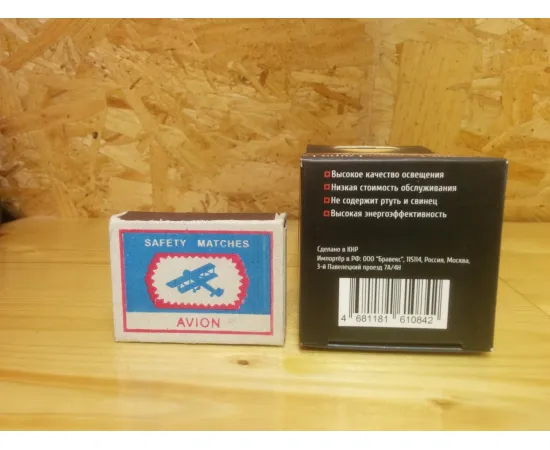 SAFETY MATCHES
AVION
Высокое качество освещения
Низкая стоимость обслуживания
Не содержит ртуть и свинец
Высокая энергоэффективность
Сделано в КНР
Импортёр в РФ: ООО "Бравекс", 115114, Россия, Москва,
3-й Павелецкий проезд 7А/4Н
4 681181 610842